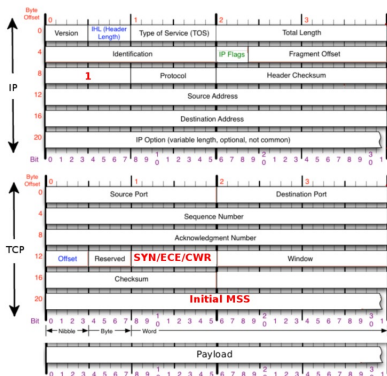 Byte Offset 0 1 2 3
0 Version IHL (Header Length) Type of Service (TOS) Total Length
4 Identification IP Flags Fragment Offset
8 1 Protocol Header Checksum
IP 12 Source Address
16 Destination Address
20 IP Option (variable length, optional, not common)
Bit 0 1 2 3 4 5 6 7 8 9 1 0 1 2 3 4 5 6 7 8 9 2 0 1 2 3 4 5 6 7 8 9 3 0 1
Byte Offset 0 1 2 3
0 Source Port Destination Port
4 Sequence Number
8 Acknowledgment Number
TCP 12 Offset Reserved SYN/ECE/CWR Window
16 Checksum
20 Initial MSS
Bit 0 1 2 3 4 5 6 7 8 9 1 0 1 2 3 4 5 6 7 8 9 2 0 1 2 3 4 5 6 7 8 9 3 0 1
Nibble Byte Word
Payload